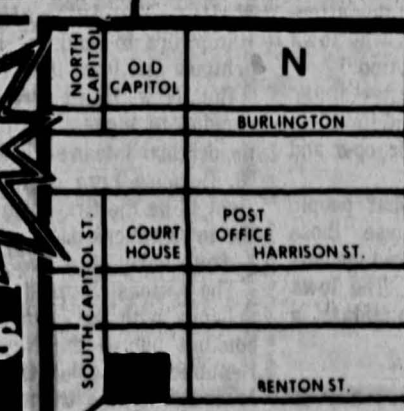 NORTH
CAPITOL
OLD
CAPITOL
N
BURLINGTON
SOUTH CAPITOL ST.
COURT
HOUSE
POST
OFFICE
HARRISON ST.
BENTON ST.